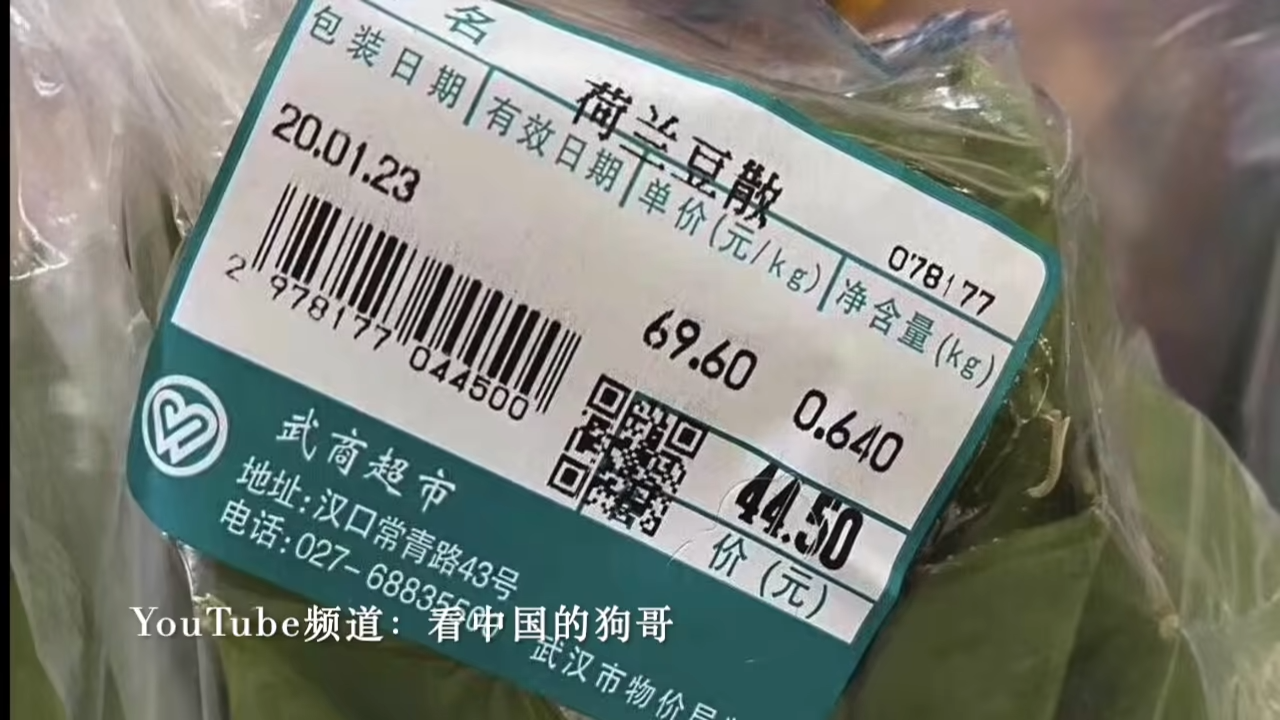 名
荷兰豆散
078177
包装日期
有效日期
单价(元/kg)
净含量(kg)
20.01.23
69.60
0.640
2 978177 044500
44.50
价(元)
武商超市
地址:汉口常青路43号
电话:027-688355
武汉市物价局
YouTube频道：看中国的狗哥